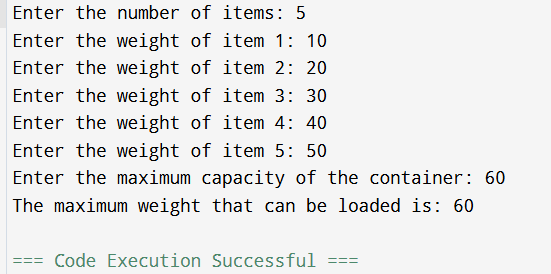 Enter the number of items: 5
Enter the weight of item 1: 10
Enter the weight of item 2: 20
Enter the weight of item 3: 30
Enter the weight of item 4: 40
Enter the weight of item 5: 50
Enter the maximum capacity of the container: 60
The maximum weight that can be loaded is: 60
=== Code Execution Successful ===